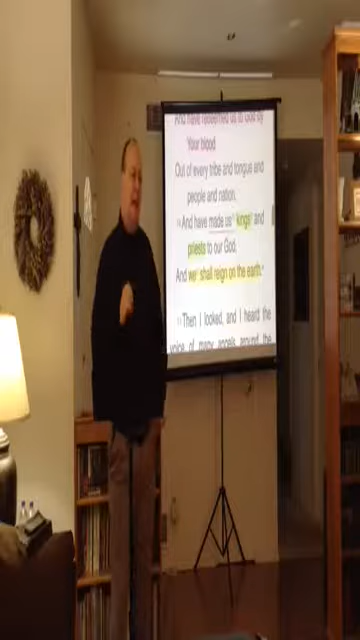 And have redeemed us to God by
Your blood
Out of every tribe and tongue and
people and nation,
And have made us kings and
priests to our God;
And we shall reign on the earth."
Then I looked, and I heard the
voice of many angels around the